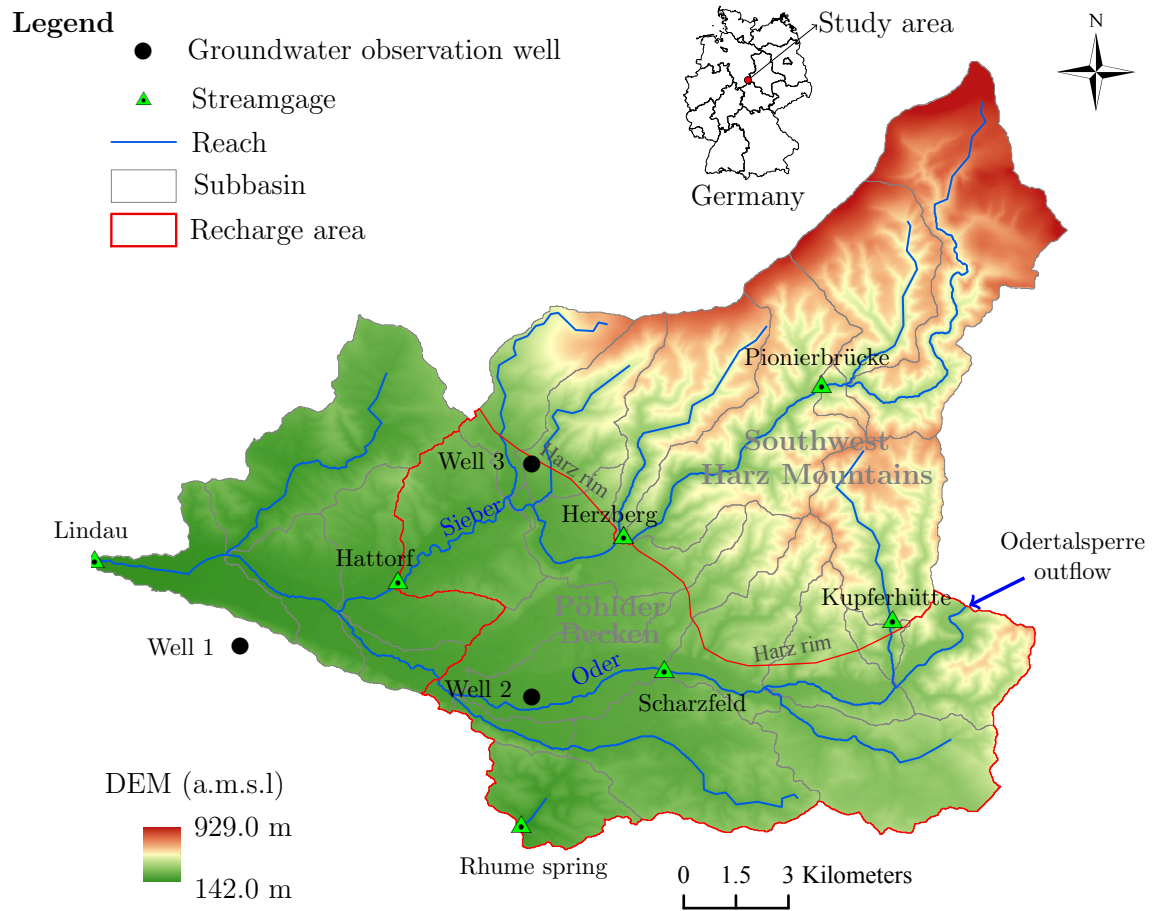 Legend
Groundwater observation well
Streamgage
Reach
Subbasin
Recharge area
Study area
Germany
N
Pionierbrücke
Southwest
Harz Mountains
Well 3
Harz rim
Sieber
Herzberg
Lindau
Hattorf
Odertalsperre
outflow
Kupferhütte
Pöhlder
Becken
Well 1
Harz rim
Oder
Well 2
Scharzfeld
DEM (a.m.s.l)
929.0 m
142.0 m
Rhume spring
0 1.5 3 Kilometers